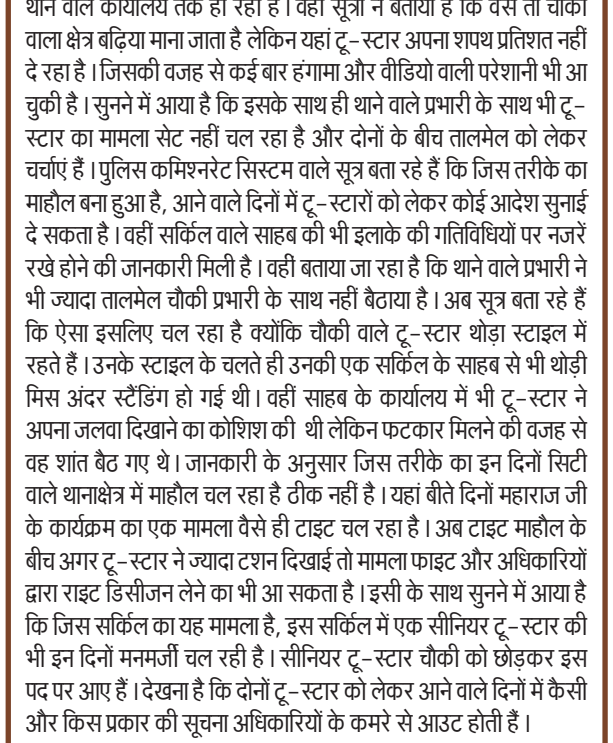 थाने वाले कार्यालय तक हो रही है । वहीं सूत्रों ने बताया है कि वैसे तो चौकी
वाला क्षेत्र बढ़िया माना जाता है लेकिन यहां टू-स्टार अपना शपथ प्रतिशत नहीं
दे रहा है । जिसकी वजह से कई बार हंगामा और वीडियो वाली परेशानी भी आ
चुकी है । सुनने में आया है कि इसके साथ ही थाने वाले प्रभारी के साथ भी टू-
स्टार का मामला सेट नहीं चल रहा है और दोनों के बीच तालमेल को लेकर
चर्चाएं हैं । पुलिस कमिश्नरेट सिस्टम वाले सूत्र बता रहे हैं कि जिस तरीके का
माहौल बना हुआ है, आने वाले दिनों में टू-स्टारों को लेकर कोई आदेश सुनाई
दे सकता है । वहीं सर्किल वाले साहब की भी इलाके की गतिविधियों पर नजरें
रखे होने की जानकारी मिली है । वहीं बताया जा रहा है कि थाने वाले प्रभारी ने
भी ज्यादा तालमेल चौकी प्रभारी के साथ नहीं बैठाया है । अब सूत्र बता रहे हैं
कि ऐसा इसलिए चल रहा है क्योंकि चौकी वाले टू-स्टार थोड़ा स्टाइल में
रहते हैं । उनके स्टाइल के चलते ही उनकी एक सर्किल के साहब से भी थोड़ी
मिस अंदर स्टैंडिंग हो गई थी । वहीं साहब के कार्यालय में भी टू-स्टार ने
अपना जलवा दिखाने का कोशिश की थी लेकिन फटकार मिलने की वजह से
वह शांत बैठ गए थे । जानकारी के अनुसार जिस तरीके का इन दिनों सिटी
वाले थानाक्षेत्र में माहौल चल रहा है ठीक नहीं है । यहां बीते दिनों महाराज जी
के कार्यक्रम का एक मामला वैसे ही टाइट चल रहा है । अब टाइट माहौल के
बीच अगर टू-स्टार ने ज्यादा टशन दिखाई तो मामला फाइट और अधिकारियों
द्वारा राइट डिसीजन लेने का भी आ सकता है । इसी के साथ सुनने में आया है
कि जिस सर्किल का यह मामला है, इस सर्किल में एक सीनियर टू-स्टार की
भी इन दिनों मनमर्जी चल रही है । सीनियर टू-स्टार चौकी को छोड़कर इस
पद पर आए हैं । देखना है कि दोनों टू-स्टार को लेकर आने वाले दिनों में कैसी
और किस प्रकार की सूचना अधिकारियों के कमरे से आउट होती हैं ।